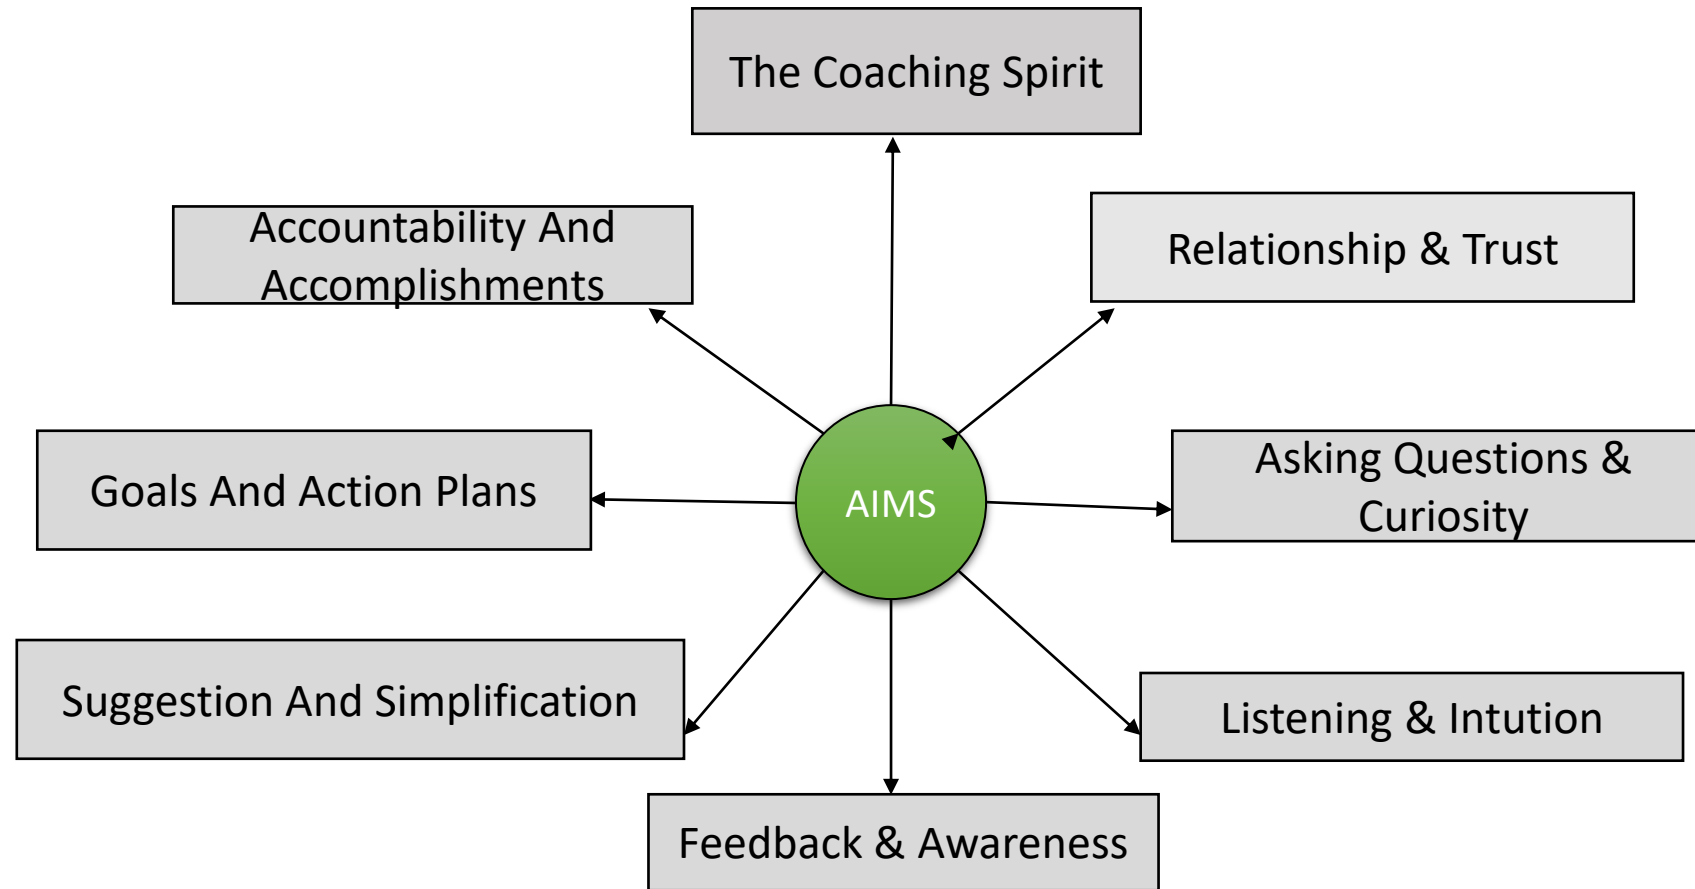 The Coaching Spirit
Accountability And
Accomplishments
Relationship & Trust
Goals And Action Plans
AIMS
Asking Questions &
Curiosity
Suggestion And Simplification
Listening & Intution
Feedback & Awareness